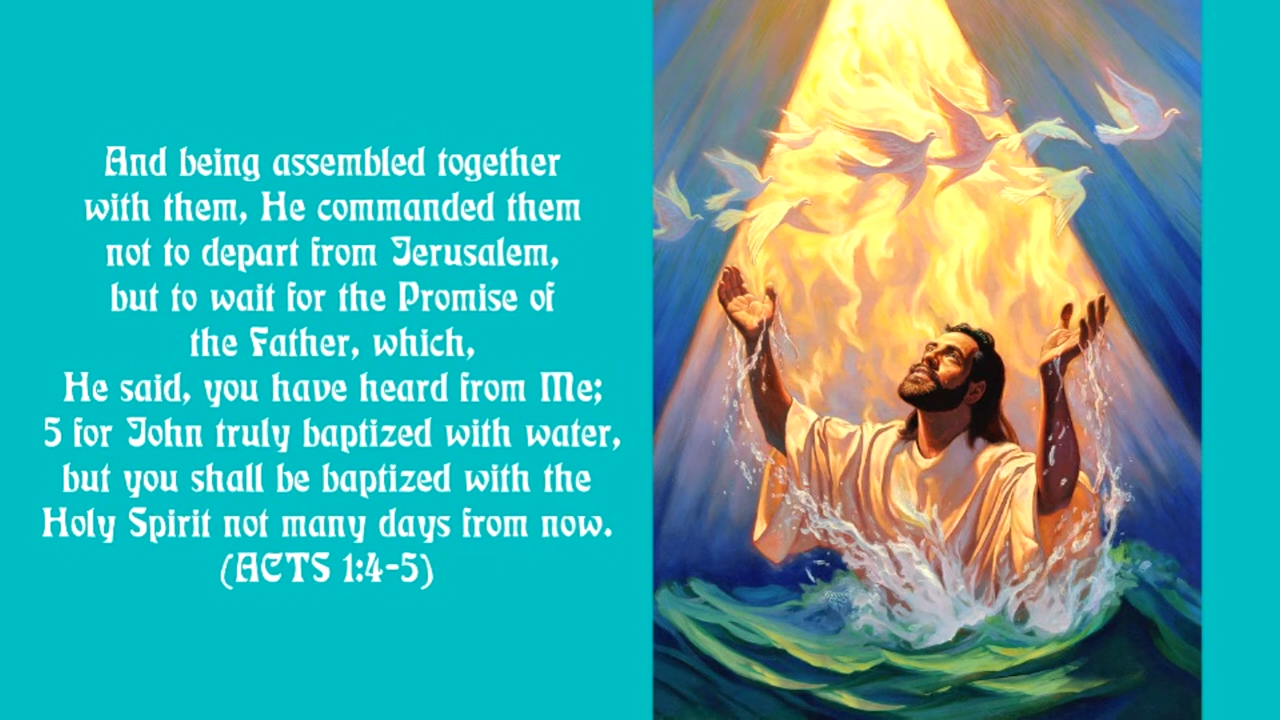 And being assembled together
with them, He commanded them
not to depart from Jerusalem,
but to wait for the Promise of
the Father, which,
He said, you have heard from Me;
5 for John truly baptized with water,
but you shall be baptized with the
Holy Spirit not many days from now.
(ACTS 1:4-5)